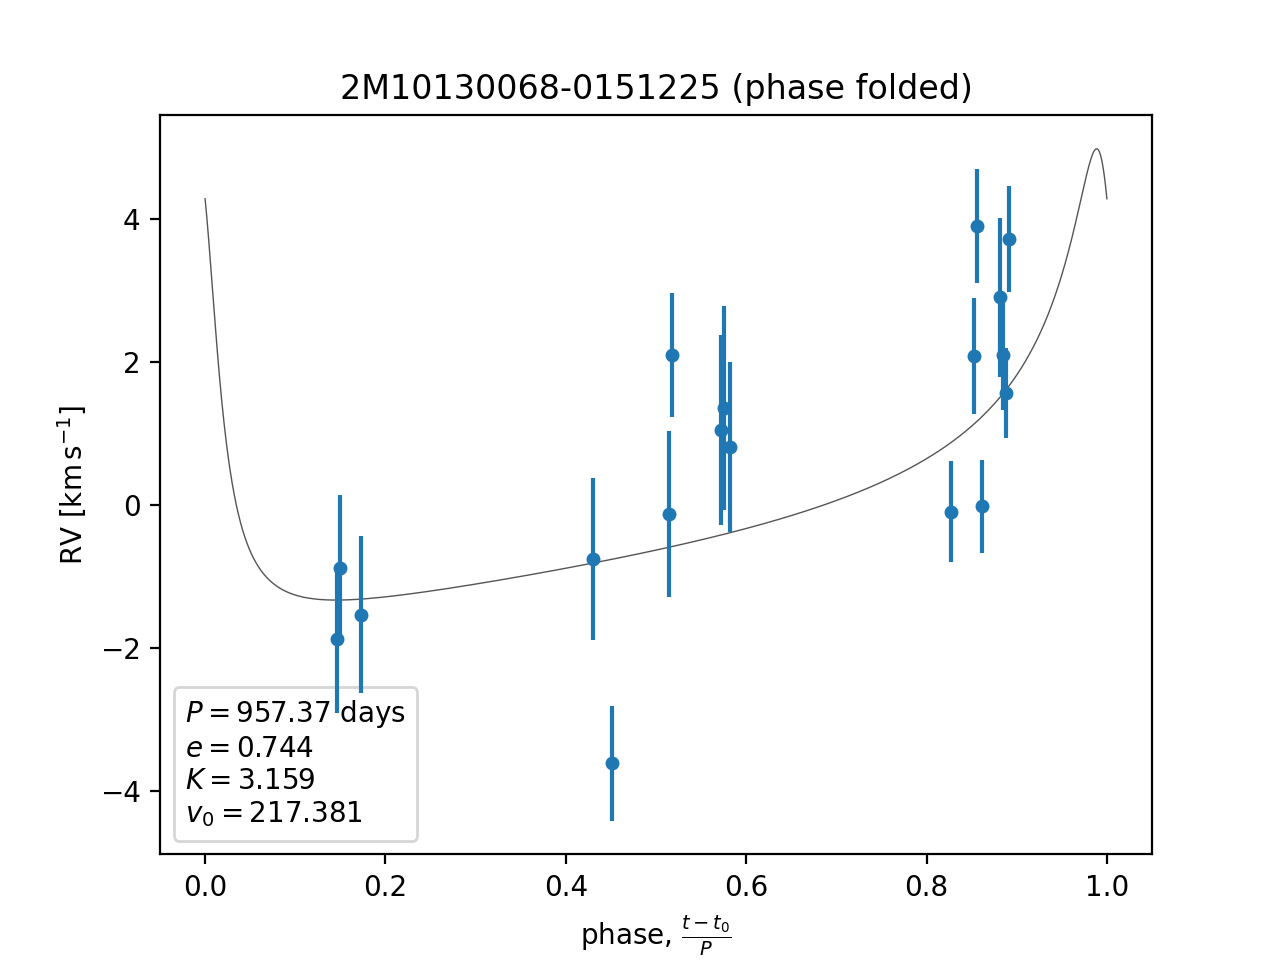 2M10130068-0151225 (phase folded)
RV [km s⁻¹]
4
2
0
−2
−4
P = 957.37 days
e = 0.744
K = 3.159
v₀ = 217.381
0.0 0.2 0.4 0.6 0.8 1.0
phase, (t − t₀)/P